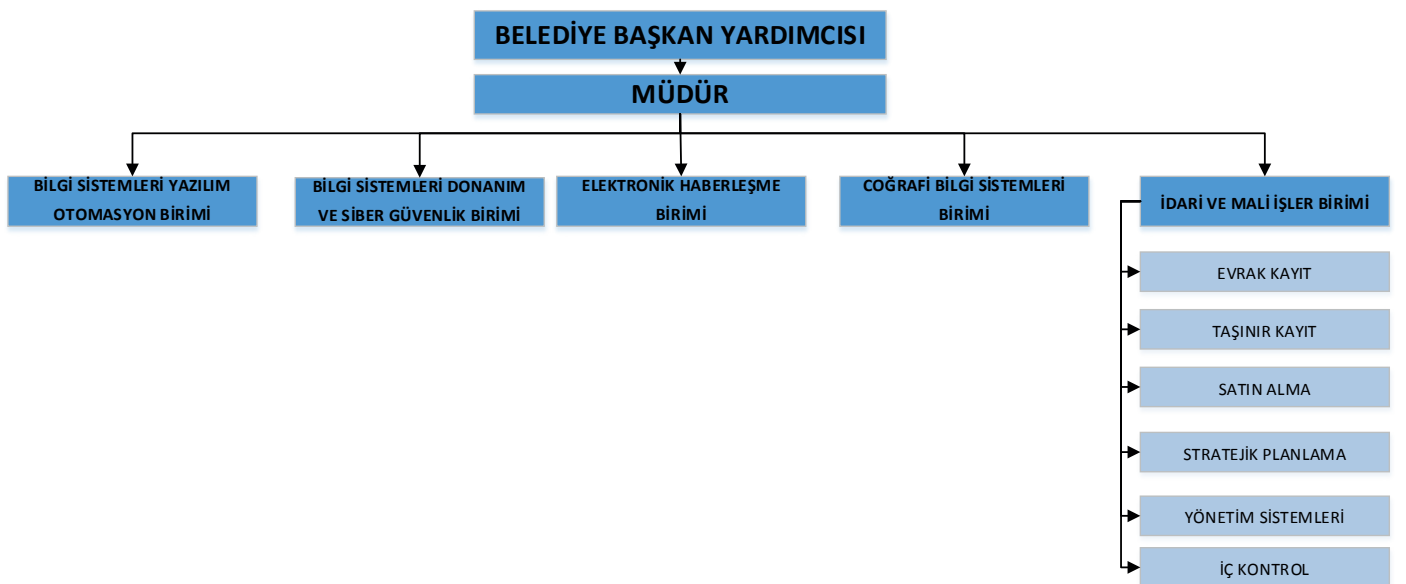 BELEDİYE BAŞKAN YARDIMCISI
MÜDÜR
BİLGİ SİSTEMLERİ YAZILIM
OTOMASYON BİRİMİ
BİLGİ SİSTEMLERİ DONANIM
VE SİBER GÜVENLİK BİRİMİ
ELEKTRONİK HABERLEŞME
BİRİMİ
COĞRAFİ BİLGİ SİSTEMLERİ
BİRİMİ
İDARİ VE MALİ İŞLER BİRİMİ
EVRAK KAYIT
TAŞINIR KAYIT
SATIN ALMA
STRATEJİK PLANLAMA
YÖNETİM SİSTEMLERİ
İÇ KONTROL